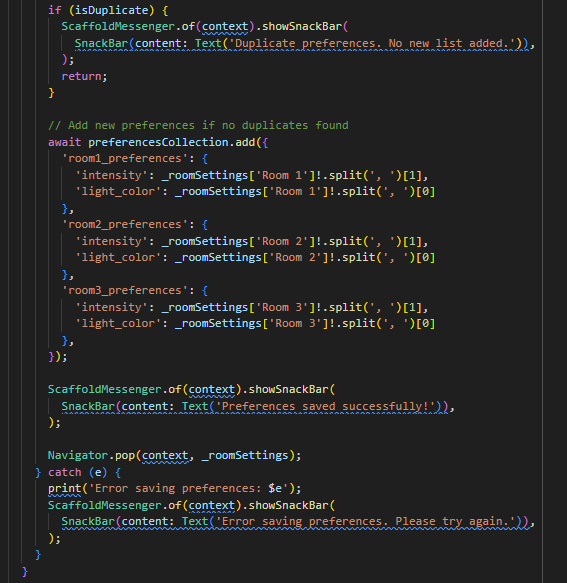 if (isDuplicate) {
ScaffoldMessenger.of(context).showSnackBar(
SnackBar(content: Text('Duplicate preferences. No new list added.')),
);
return;
}
// Add new preferences if no duplicates found
await preferencesCollection.add({
'room1_preferences': {
'intensity': _roomSettings['Room 1']!.split(', ')[1],
'light_color': _roomSettings['Room 1']!.split(', ')[0]
},
'room2_preferences': {
'intensity': _roomSettings['Room 2']!.split(', ')[1],
'light_color': _roomSettings['Room 2']!.split(', ')[0]
},
'room3_preferences': {
'intensity': _roomSettings['Room 3']!.split(', ')[1],
'light_color': _roomSettings['Room 3']!.split(', ')[0]
},
});
ScaffoldMessenger.of(context).showSnackBar(
SnackBar(content: Text('Preferences saved successfully!')),
);
Navigator.pop(context, _roomSettings);
} catch (e) {
print('Error saving preferences: $e');
ScaffoldMessenger.of(context).showSnackBar(
SnackBar(content: Text('Error saving preferences. Please try again.')),
);
}
}